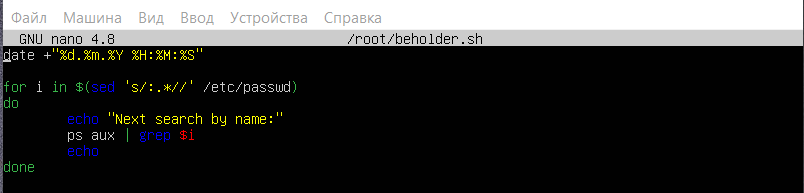 Файл Машина Вид Ввод Устройства Справка
GNU nano 4.8 /root/beholder.sh
date +"%d.%m.%Y %H:%M:%S"
for i in $(sed 's/:.*//' /etc/passwd)
do
echo "Next search by name:"
ps aux | grep $i
echo
done